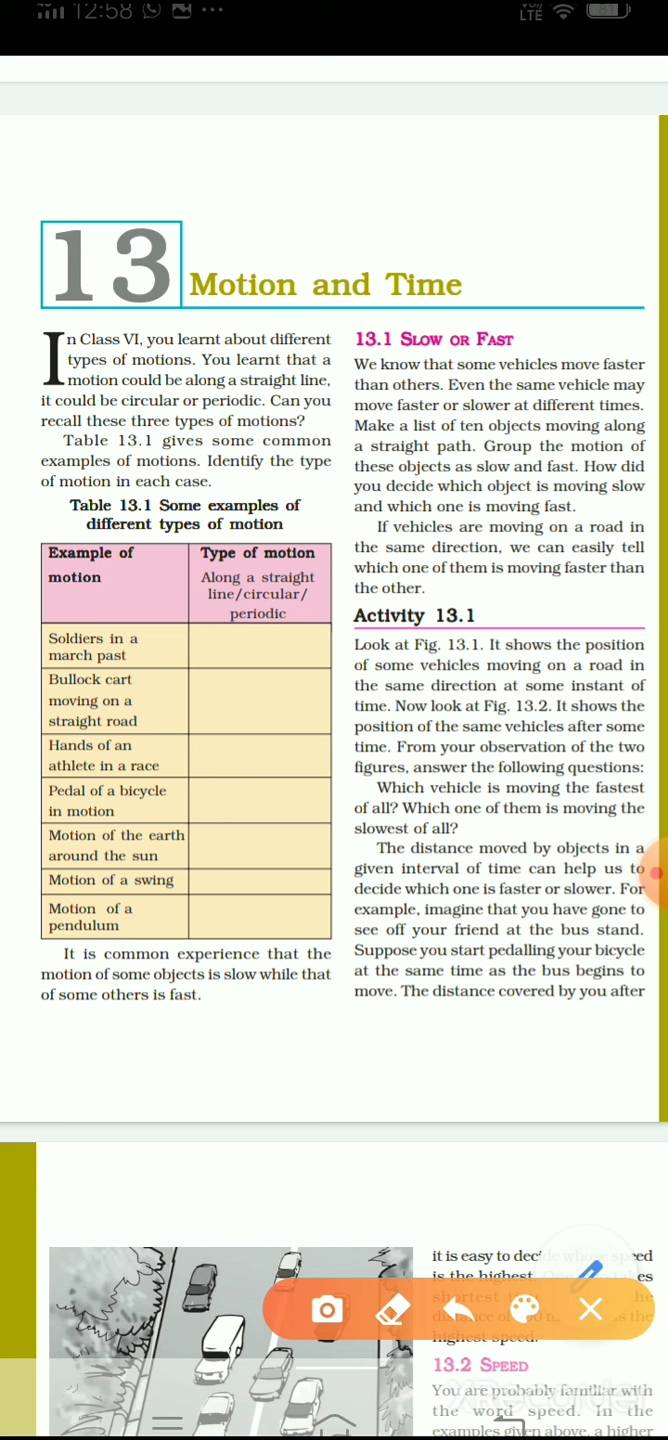 12:58
LTE
81
13 Motion and Time
In Class VI, you learnt about different
types of motions. You learnt that a
motion could be along a straight line,
it could be circular or periodic. Can you
recall these three types of motions?
Table 13.1 gives some common
examples of motions. Identify the type
of motion in each case.
Table 13.1 Some examples of
different types of motion
Example of
motion
Type of motion
Along a straight
line/circular/
periodic
Soldiers in a
march past
Bullock cart
moving on a
straight road
Hands of an
athlete in a race
Pedal of a bicycle
in motion
Motion of the earth
around the sun
Motion of a swing
Motion of a
pendulum
It is common experience that the
motion of some objects is slow while that
of some others is fast.
13.1 SLOW OR FAST
We know that some vehicles move faster
than others. Even the same vehicle may
move faster or slower at different times.
Make a list of ten objects moving along
a straight path. Group the motion of
these objects as slow and fast. How did
you decide which object is moving slow
and which one is moving fast.
If vehicles are moving on a road in
the same direction, we can easily tell
which one of them is moving faster than
the other.
Activity 13.1
Look at Fig. 13.1. It shows the position
of some vehicles moving on a road in
the same direction at some instant of
time. Now look at Fig. 13.2. It shows the
position of the same vehicles after some
time. From your observation of the two
figures, answer the following questions:
Which vehicle is moving the fastest
of all? Which one of them is moving the
slowest of all?
The distance moved by objects in a
given interval of time can help us to
decide which one is faster or slower. For
example, imagine that you have gone to
see off your friend at the bus stand.
Suppose you start pedalling your bicycle
at the same time as the bus begins to
move. The distance covered by you after
it is easy to decide whose speed
is the highest.
shortest
distance of
highest speed.
13.2 SPEED
You are probably familiar with
the word speed. In the
examples given above, a higher
XRecorder